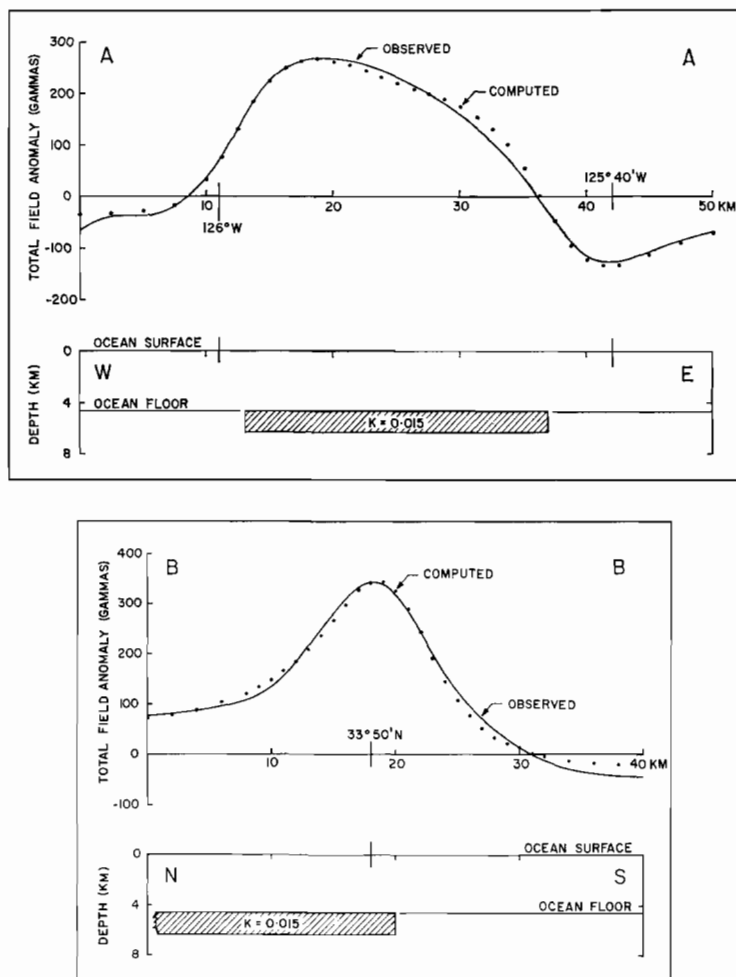 A A
OBSERVED
COMPUTED
TOTAL FIELD ANOMALY (GAMMAS)
200
100
0
-100
-200
10 20 30 40 50 KM
126°W
125° 40'W
OCEAN SURFACE
W E
OCEAN FLOOR
K = 0·015
DEPTH (KM)
0
4
8
B B
COMPUTED
OBSERVED
TOTAL FIELD ANOMALY (GAMMAS)
400
300
200
100
0
-100
33° 50'N
10 20 30 40 KM
OCEAN SURFACE
N S
OCEAN FLOOR
K = 0·015
DEPTH (KM)
0
4
8